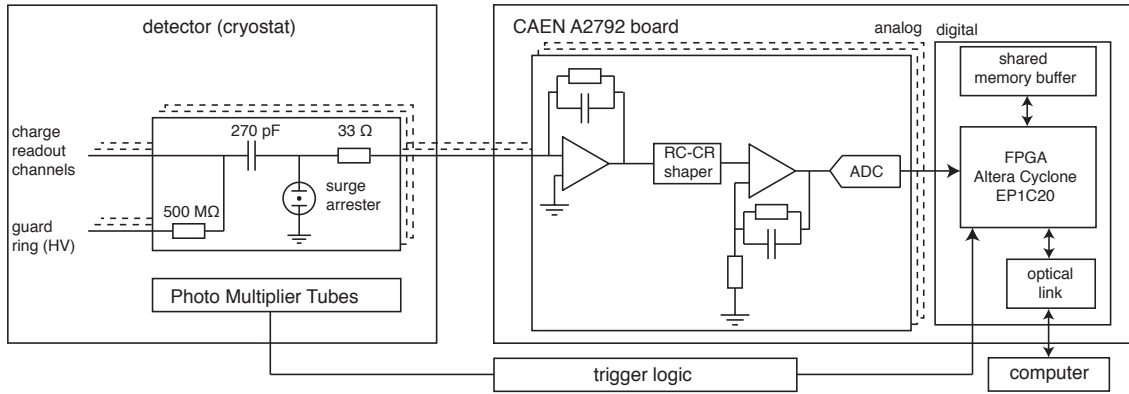 detector (cryostat)
charge
readout
channels
guard
ring (HV)
270 pF
33 Ω
500 MΩ
surge
arrester
Photo Multiplier Tubes
CAEN A2792 board
analog
RC-CR
shaper
ADC
digital
shared
memory buffer
FPGA
Altera Cyclone
EP1C20
optical
link
trigger logic
computer